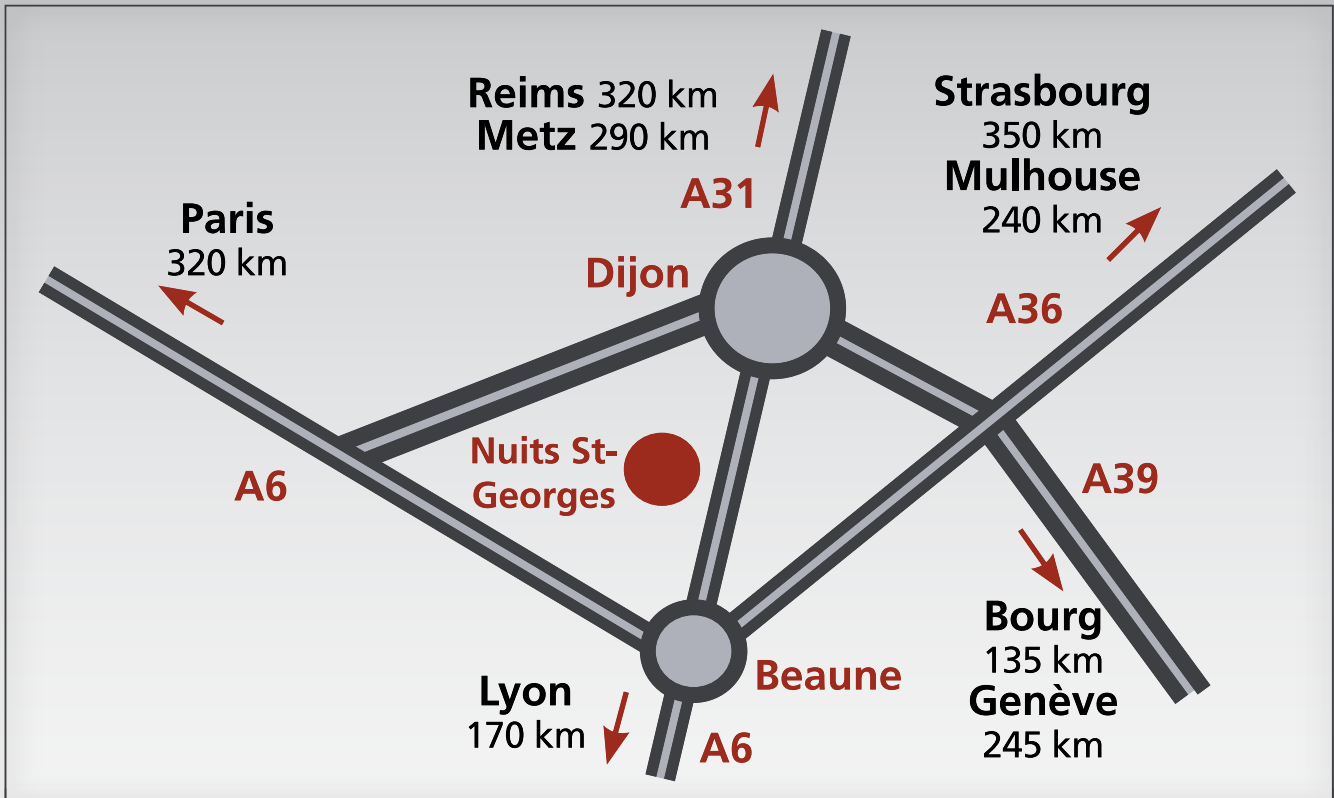 Reims 320 km
Metz 290 km
A31
Strasbourg
350 km
Mulhouse
240 km
Paris
320 km
Dijon
A36
Nuits St-
Georges
A6
A39
Bourg
135 km
Genève
245 km
Beaune
Lyon
170 km
A6